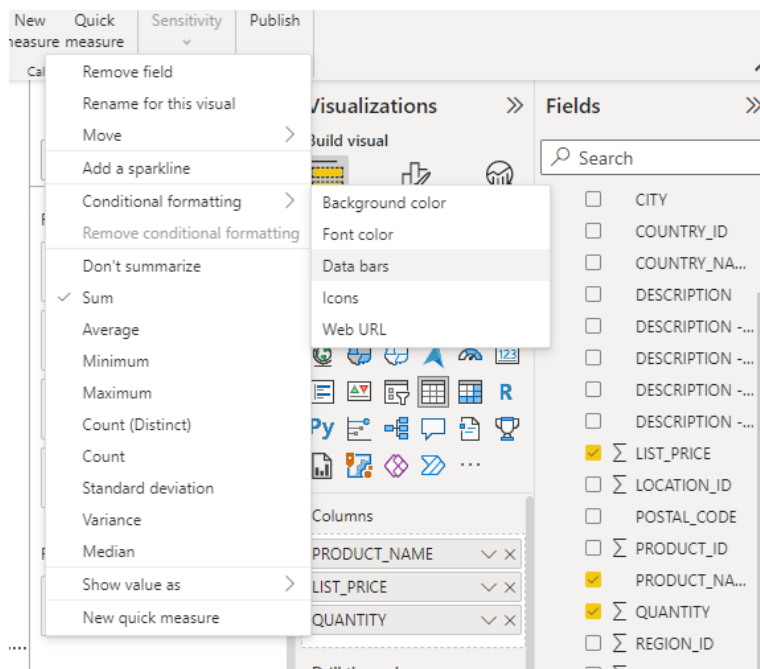 New Quick Sensitivity Publish
measure measure
Cal
Remove field
Rename for this visual
Move
Add a sparkline
Conditional formatting
Remove conditional formatting
Don't summarize
Sum
Average
Minimum
Maximum
Count (Distinct)
Count
Standard deviation
Variance
Median
Show value as
New quick measure
Background color
Font color
Data bars
Icons
Web URL
Visualizations
Build visual
123
R
Py
Columns
PRODUCT_NAME
LIST_PRICE
QUANTITY
Fields
Search
CITY
COUNTRY_ID
COUNTRY_NA...
DESCRIPTION
DESCRIPTION -...
DESCRIPTION -...
DESCRIPTION -...
DESCRIPTION -...
LIST_PRICE
LOCATION_ID
POSTAL_CODE
PRODUCT_ID
PRODUCT_NA...
QUANTITY
REGION_ID